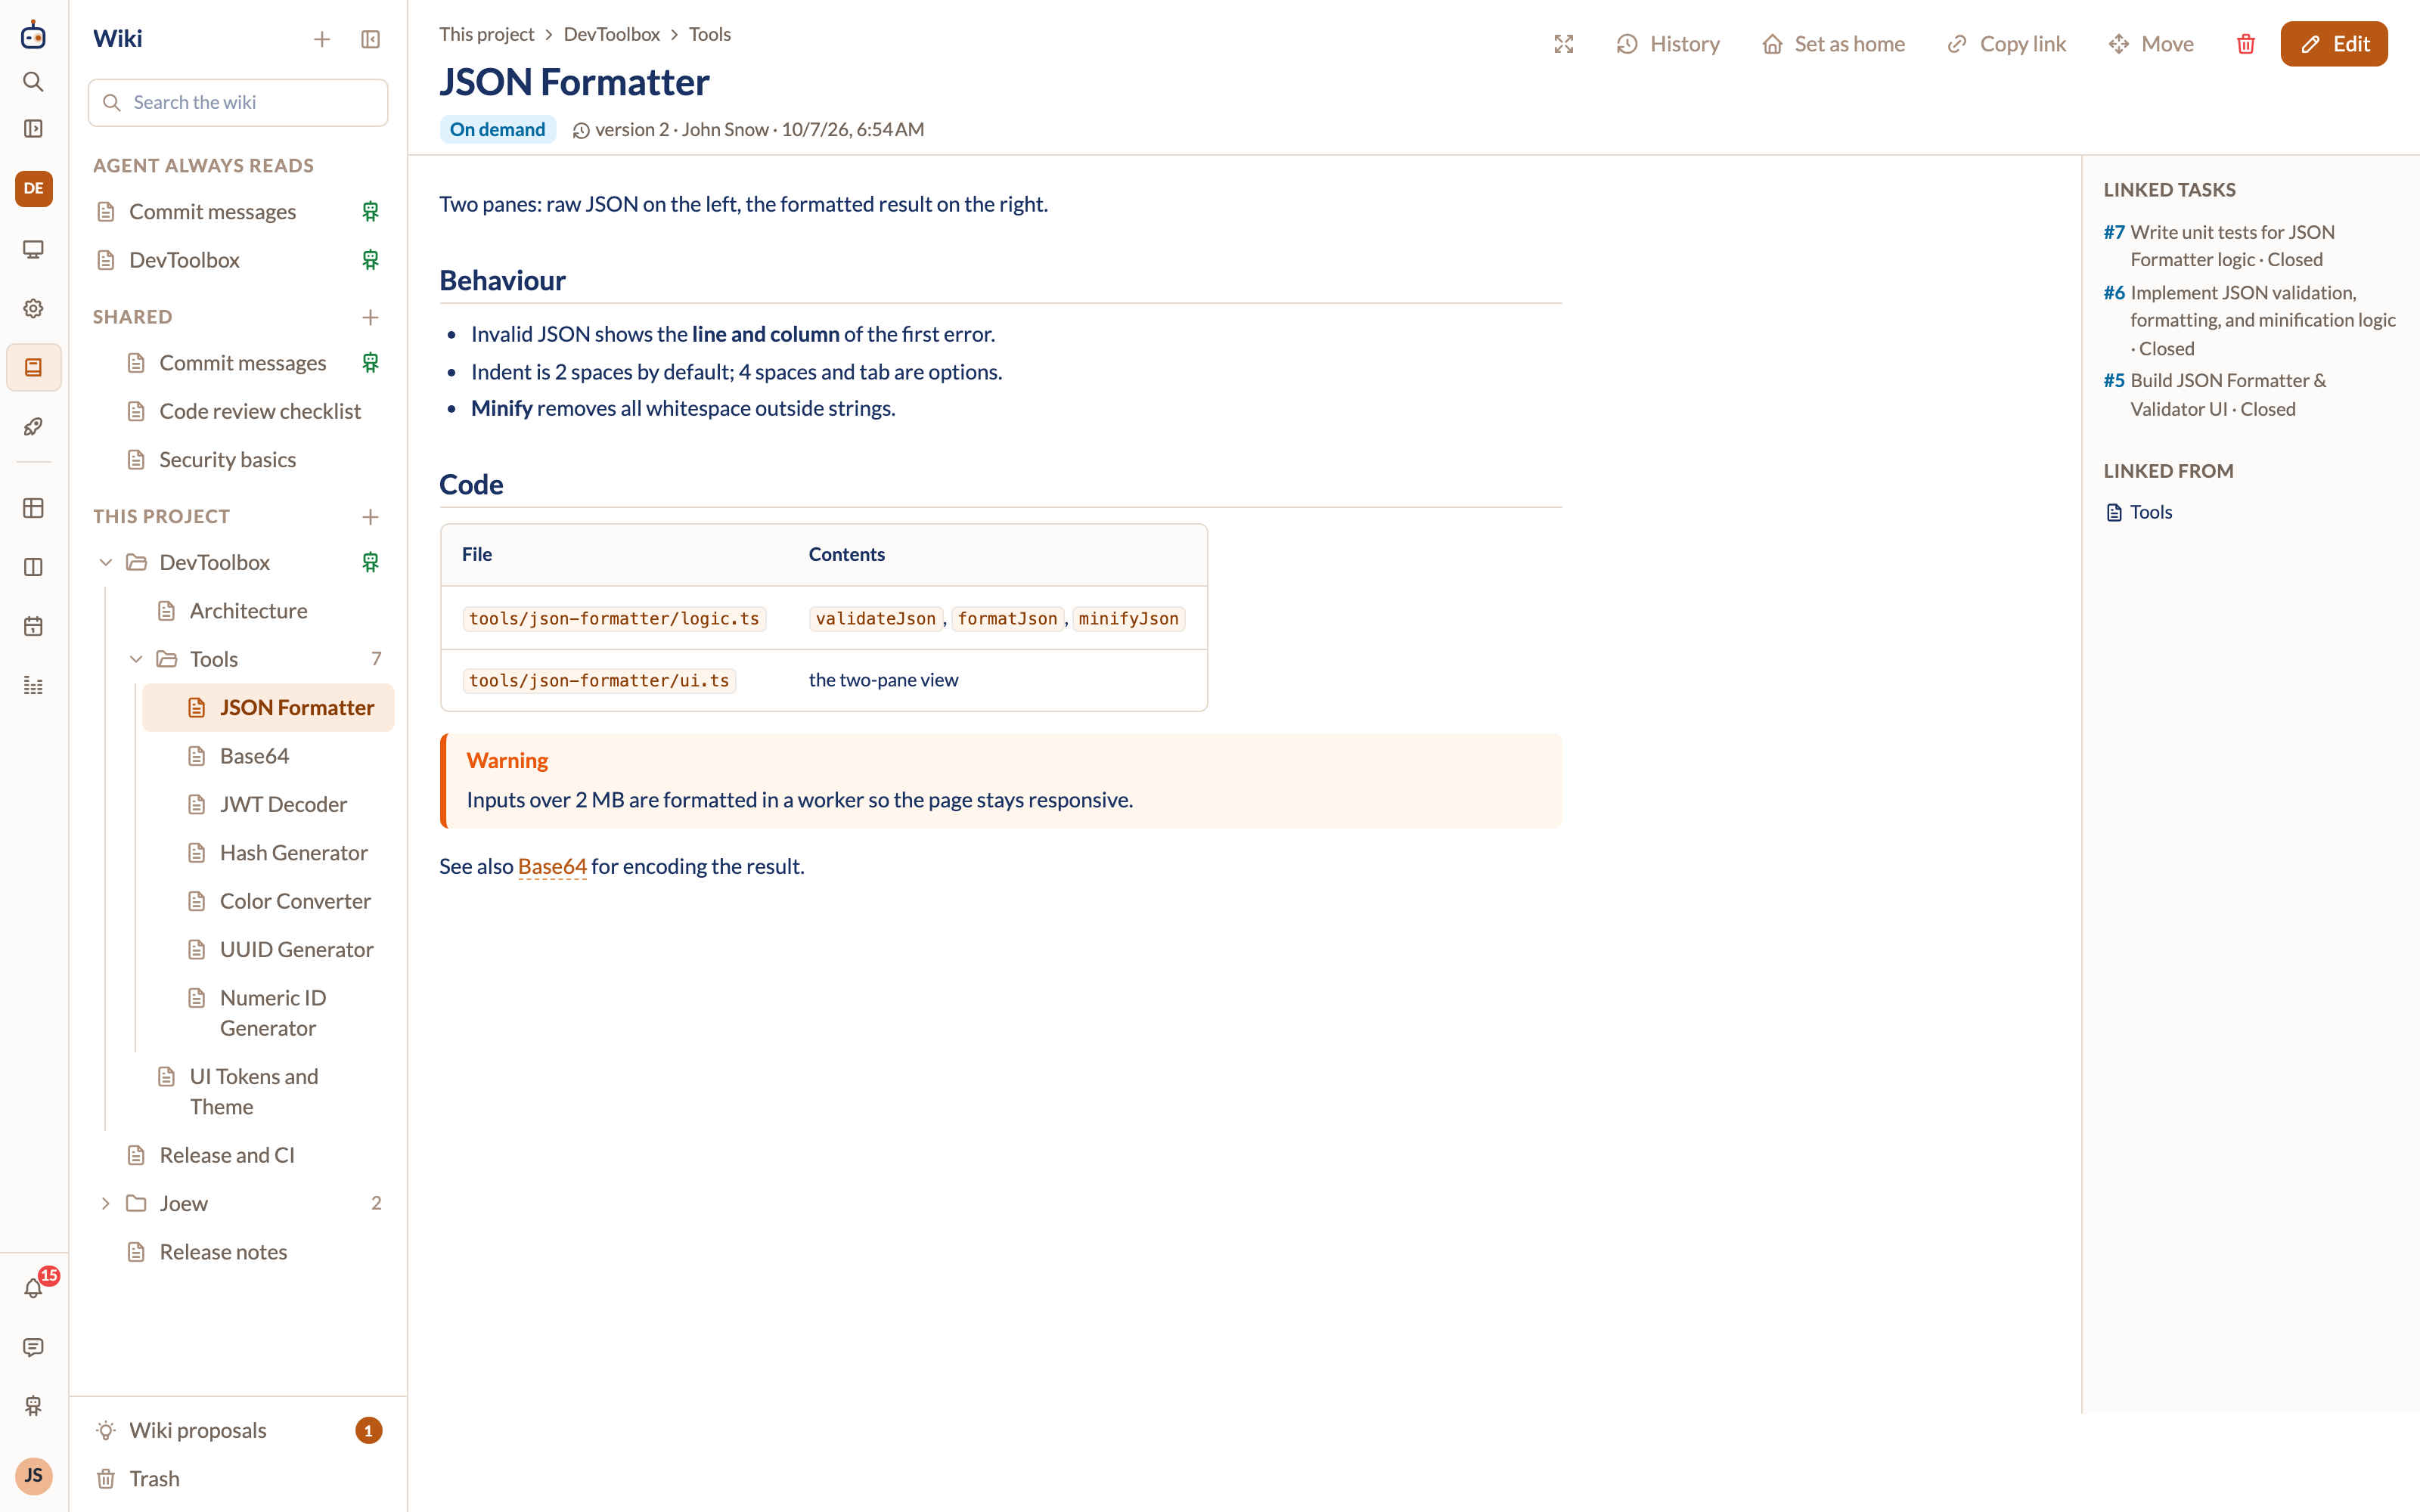 DE
15
JS
Wiki
Search the wiki
AGENT ALWAYS READS
Commit messages
DevToolbox
SHARED
Commit messages
Code review checklist
Security basics
THIS PROJECT
DevToolbox
Architecture
Tools 7
JSON Formatter
Base64
JWT Decoder
Hash Generator
Color Converter
UUID Generator
Numeric ID
Generator
UI Tokens and
Theme
Release and CI
Joew 2
Release notes
Wiki proposals 1
Trash
This project > DevToolbox > Tools
JSON Formatter
On demand version 2 · John Snow · 10/7/26, 6:54 AM
History Set as home Copy link Move Edit
Two panes: raw JSON on the left, the formatted result on the right.
Behaviour
• Invalid JSON shows the line and column of the first error.
• Indent is 2 spaces by default; 4 spaces and tab are options.
• Minify removes all whitespace outside strings.
Code
File Contents
tools/json-formatter/logic.ts validateJson, formatJson, minifyJson
tools/json-formatter/ui.ts the two-pane view
Warning
Inputs over 2 MB are formatted in a worker so the page stays responsive.
See also Base64 for encoding the result.
LINKED TASKS
#7 Write unit tests for JSON
Formatter logic · Closed
#6 Implement JSON validation,
formatting, and minification logic
· Closed
#5 Build JSON Formatter &
Validator UI · Closed
LINKED FROM
Tools